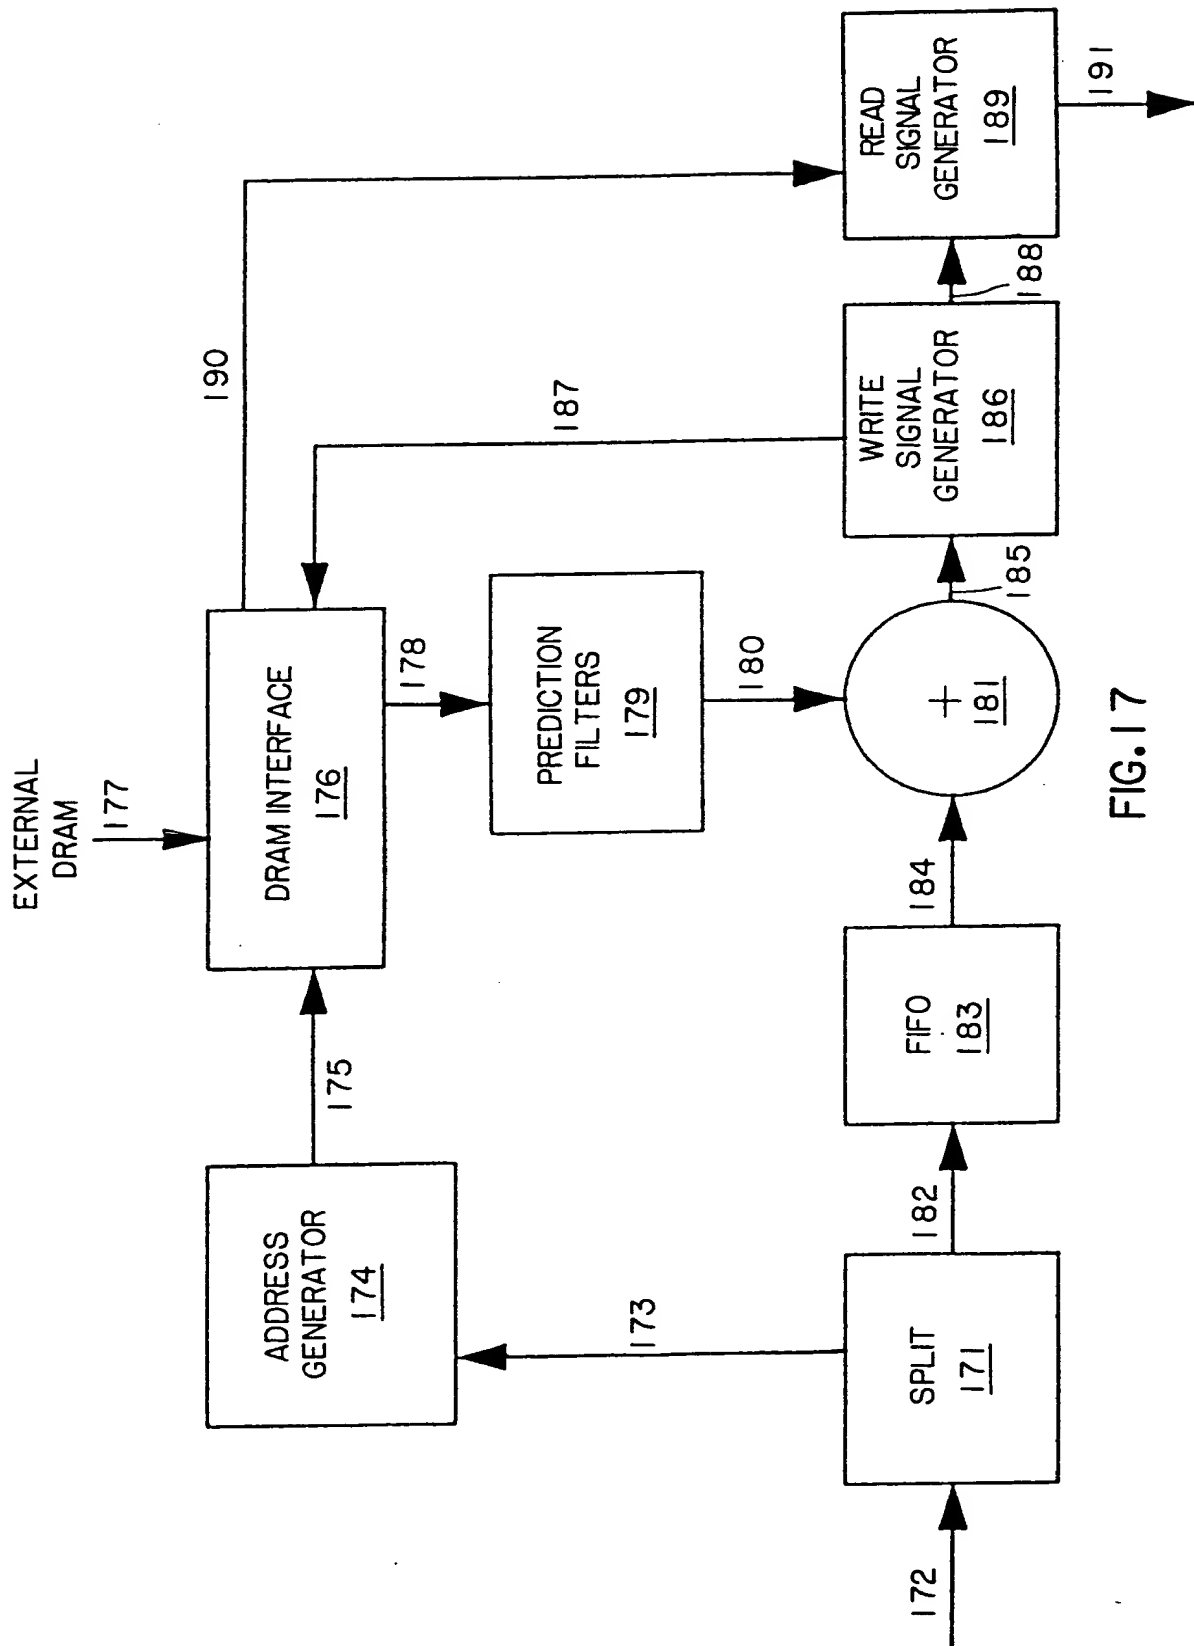 EXTERNAL
DRAM
177
ADDRESS
GENERATOR
174
175
DRAM INTERFACE
176
190
173
178
187
PREDICTION
FILTERS
179
180
172
SPLIT
171
182
FIFO
183
184
+
181
185
WRITE
SIGNAL
GENERATOR
186
188
READ
SIGNAL
GENERATOR
189
191
FIG.17